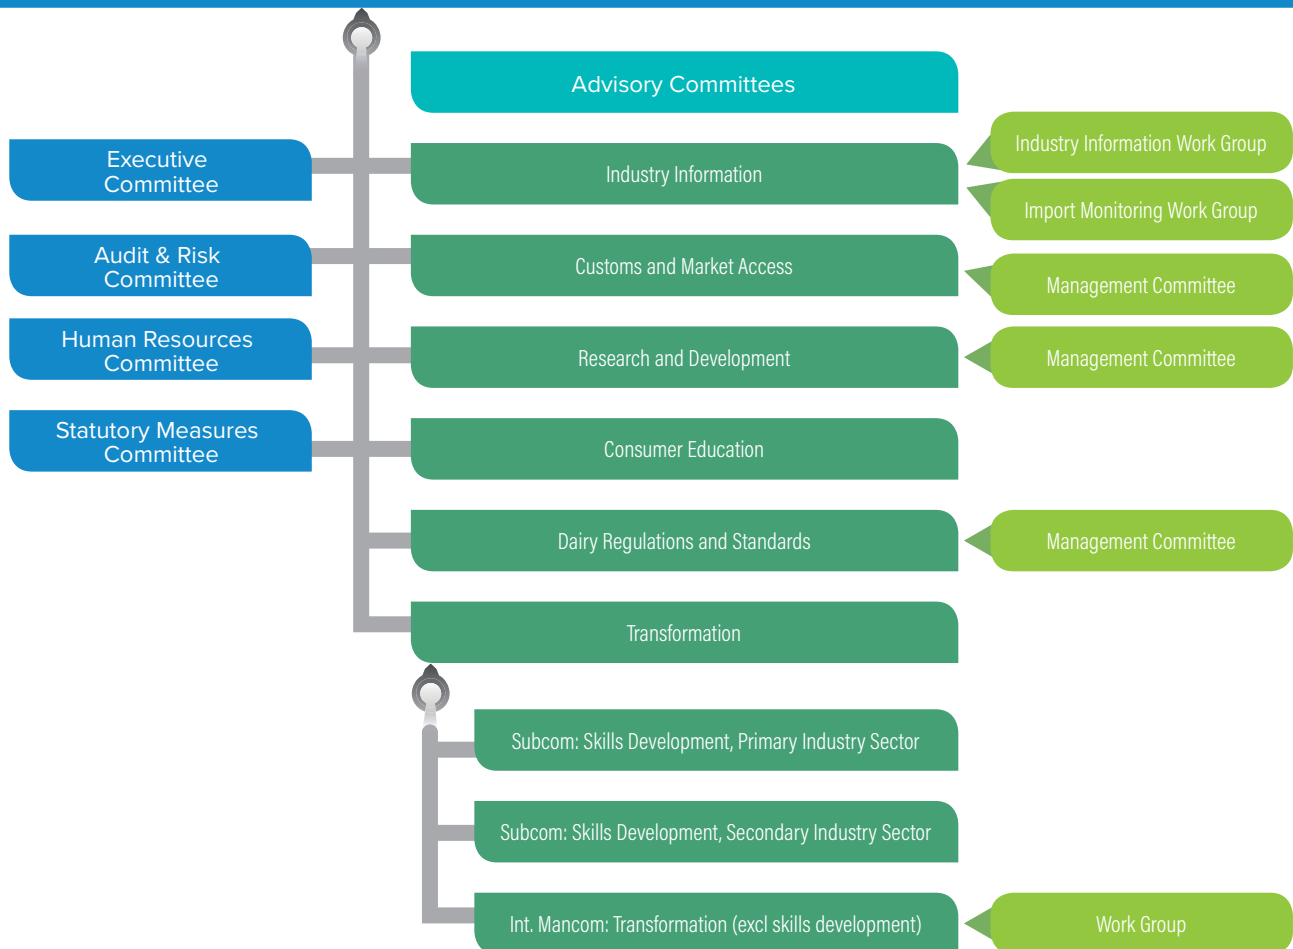 Advisory Committees
Executive
Committee
Industry Information
Industry Information Work Group
Import Monitoring Work Group
Audit & Risk
Committee
Customs and Market Access
Management Committee
Human Resources
Committee
Research and Development
Management Committee
Statutory Measures
Committee
Consumer Education
Dairy Regulations and Standards
Management Committee
Transformation
Subcom: Skills Development, Primary Industry Sector
Subcom: Skills Development, Secondary Industry Sector
Int. Mancom: Transformation (excl skills development)
Work Group